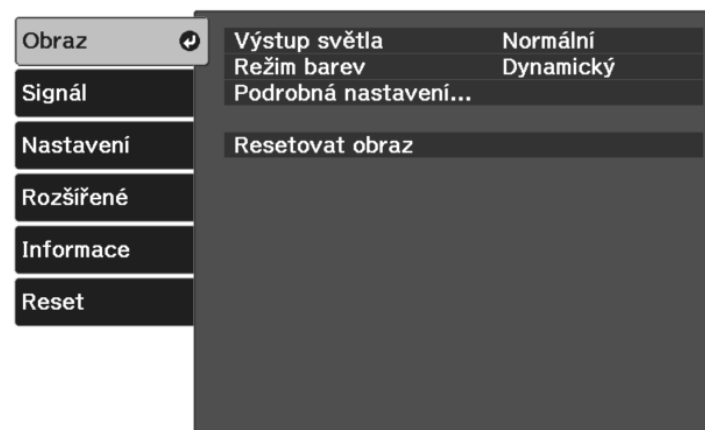 Obraz
Signál
Nastavení
Rozšířené
Informace
Reset
Výstup světla Normální
Režim barev Dynamický
Podrobná nastavení...
Resetovat obraz